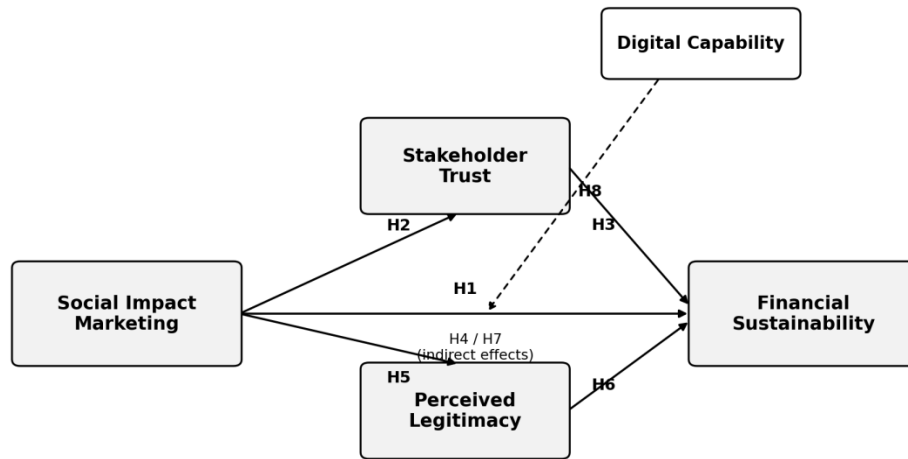 Digital Capability
Stakeholder
Trust
H8
H2
H3
H1
Social Impact
Marketing
Financial
Sustainability
H4 / H7
(indirect effects)
H5
H6
Perceived
Legitimacy